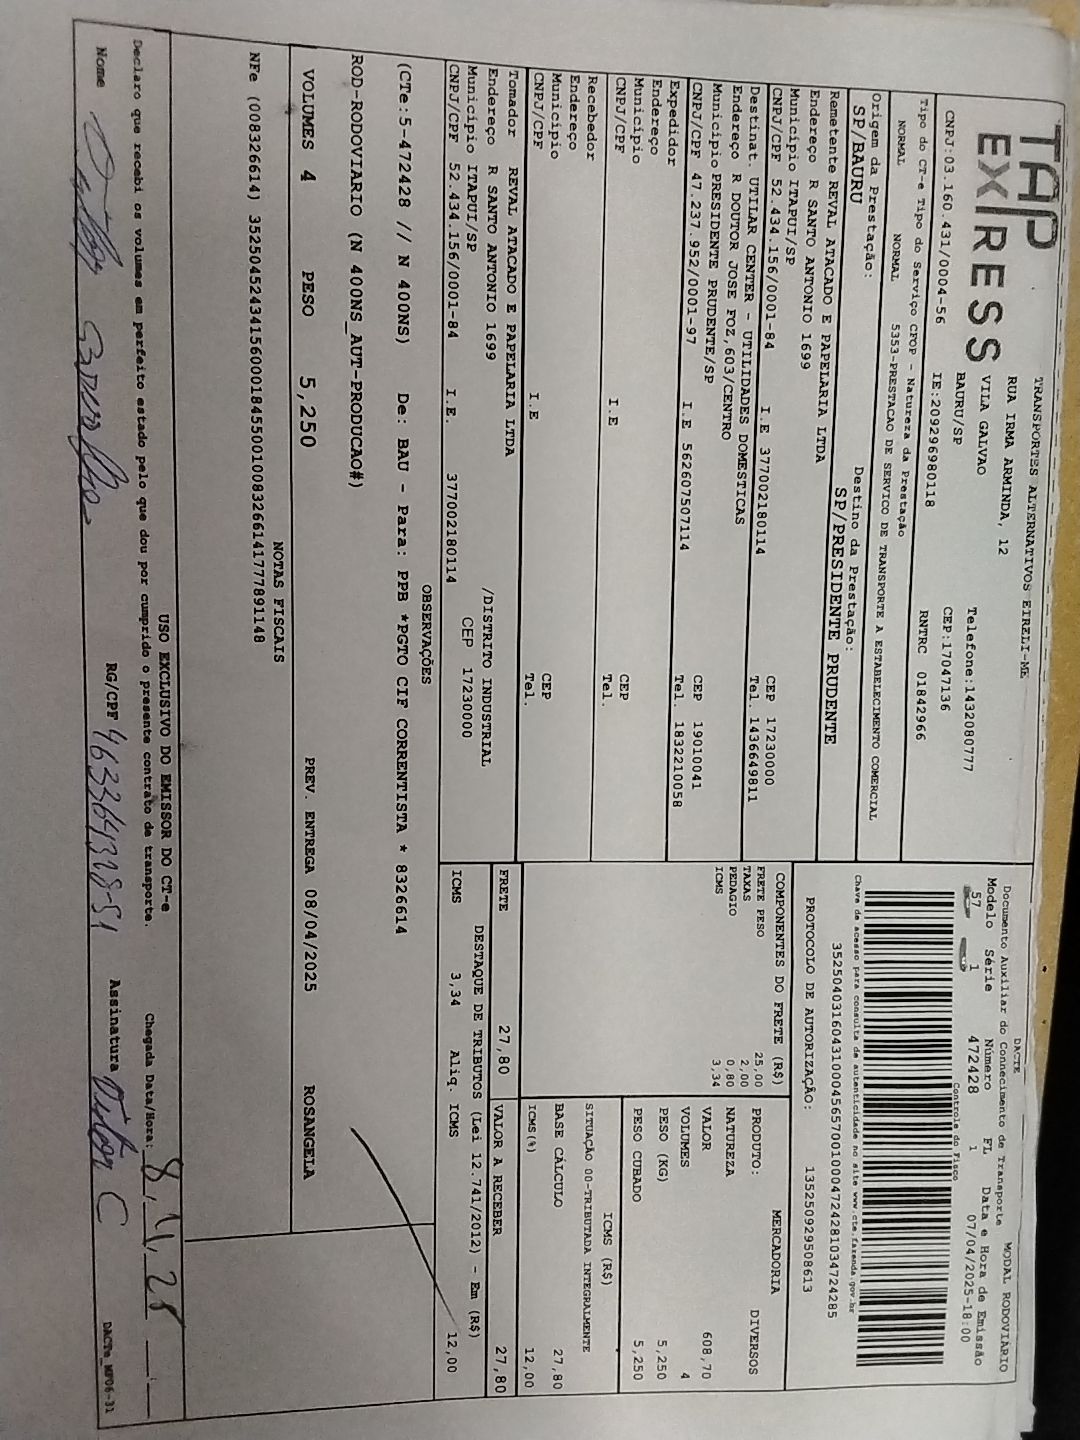 TAP
EXPRESS
TRANSPORTES ALTERNATIVOS EIRELI-ME
RUA IRMA ARMINDA, 12
VILA GALVAO
BAURU/SP
Telefone:1432080777
CEP:17047136
CNPJ:03.160.431/0004-56 IE:209296980118 RNTRC 01842966
Tipo do CT-e Tipo do Serviço CFOP - Natureza da Prestação
NORMAL NORMAL 5353-PRESTACAO DE SERVICO DE TRANSPORTE A ESTABELECIMENTO COMERCIAL
Origem da Prestação: Destino da Prestação:
SP/BAURU SP/PRESIDENTE PRUDENTE
Remetente REVAL ATACADO E PAPELARIA LTDA
Endereço R SANTO ANTONIO 1699
Município ITAPUI/SP CEP 17230000
CNPJ/CPF 52.434.156/0001-84 I.E 377002180114 Tel. 1436649811
Destinat. UTILAR CENTER - UTILIDADES DOMESTICAS
Endereço R DOUTOR JOSE FOZ,603/CENTRO
Município PRESIDENTE PRUDENTE/SP CEP 19010041
CNPJ/CPF 47.237.952/0001-97 I.E 562607507114 Tel. 1832210058
Expedidor
Endereço
Município CEP
CNPJ/CPF I.E Tel.
Recebedor
Endereço
Município CEP
CNPJ/CPF I.E Tel.
Tomador REVAL ATACADO E PAPELARIA LTDA
Endereço R SANTO ANTONIO 1699 /DISTRITO INDUSTRIAL
Município ITAPUI/SP CEP 17230000
CNPJ/CPF 52.434.156/0001-84 I.E. 377002180114
DACTE
Documento Auxiliar do Conhecimento de Transporte MODAL RODOVIARIO
Modelo Série Número FL Data e Hora de Emissão
57 1 472428 1 07/04/2025-18:00
Controle do Fisco
Chave de acesso para consulta de autenticidade no site www.cte.fazenda.gov.br
35250403160431000456570010004724281034724285
PROTOCOLO DE AUTORIZAÇÃO: 135250929508613
COMPONENTES DO FRETE (R$)
FRETE PESO 25,00
TAXAS 2,00
PEDAGIO 0,80
ICMS 3,34
MERCADORIA
PRODUTO: DIVERSOS
NATUREZA
VALOR 608,70
VOLUMES 4
PESO (KG) 5,250
PESO CUBADO 5,250
ICMS (R$)
SITUAÇÃO 00-TRIBUTADA INTEGRALMENTE
BASE CÁLCULO 27,80
ICMS(%) 12,00
FRETE 27,80 VALOR A RECEBER 27,80
DESTAQUE DE TRIBUTOS (Lei 12.741/2012) - Em (R$)
ICMS 3,34 Aliq. ICMS 12,00
OBSERVAÇÕES
(CTe:5-472428 // N 400NS) De: BAU - Para: PPB *PGTO CIF CORRENTISTA * 8326614
ROD-RODOVIARIO (N 400NS_AUT-PRODUCAO#)
VOLUMES 4 PESO 5,250 PREV. ENTREGA 08/04/2025 ROSANGELA
NOTAS FISCAIS
NFe (008326614) 35250452434156000184550010083266141777891148
USO EXCLUSIVO DO EMISSOR DO CT-e
Declaro que recebi os volumes em perfeito estado pelo que dou por cumprido o presente contrato de transporte. Chegada Data/Hora:
Nome RG/CPF Assinatura
DACTe_MP06-31